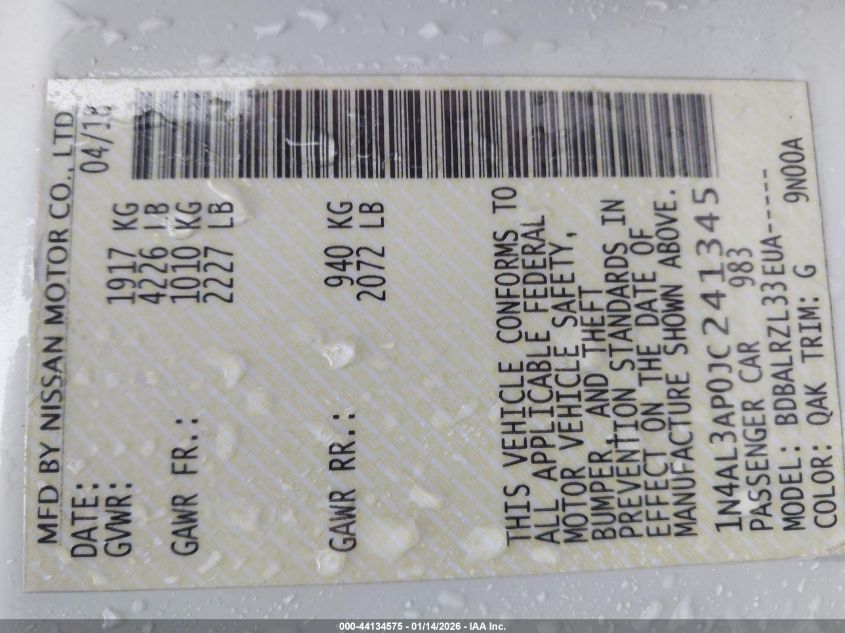 MFD BY NISSAN MOTOR CO., LTD
DATE: 04/18
GVWR: 1917 KG
4226 LB
GAWR FR.: 1010 KG
2227 LB
GAWR RR.: 940 KG
2072 LB
THIS VEHICLE CONFORMS TO
ALL APPLICABLE FEDERAL
MOTOR VEHICLE SAFETY,
BUMPER, AND THEFT
PREVENTION STANDARDS IN
EFFECT ON THE DATE OF
MANUFACTURE SHOWN ABOVE.
1N4AL3AP0JC241345
PASSENGER CAR 983
MODEL: BDBALRZL33EUA-----
COLOR: QAK TRIM: G 9N00A
000-44134575 - 01/14/2026 - IAA Inc.